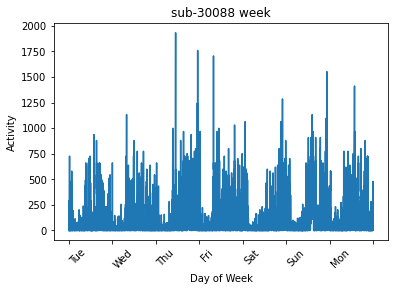 sub-30088 week
2000
1750
1500
1250
1000
750
500
250
0
Activity
Tue
Wed
Thu
Fri
Sat
Sun
Mon
Day of Week